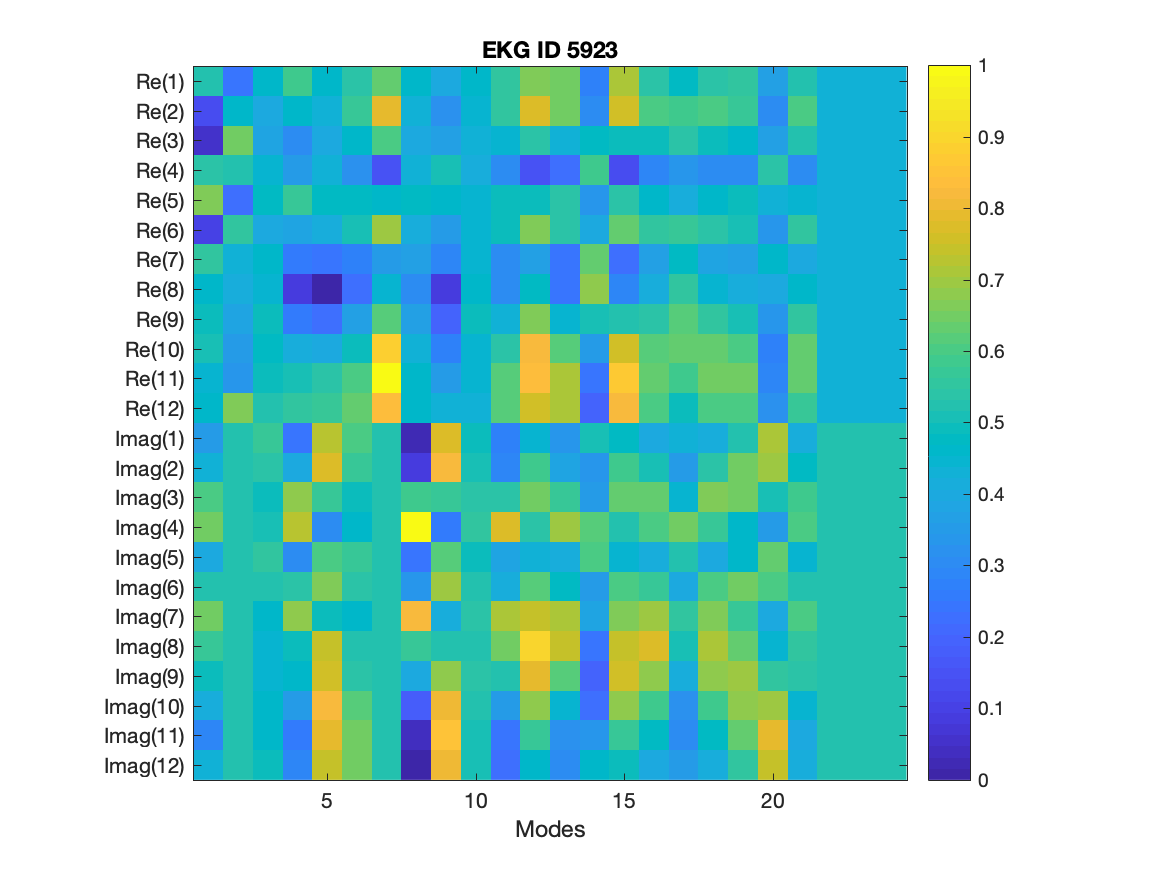 EKG ID 5923
Re(1)
Re(2)
Re(3)
Re(4)
Re(5)
Re(6)
Re(7)
Re(8)
Re(9)
Re(10)
Re(11)
Re(12)
Imag(1)
Imag(2)
Imag(3)
Imag(4)
Imag(5)
Imag(6)
Imag(7)
Imag(8)
Imag(9)
Imag(10)
Imag(11)
Imag(12)
5 10 15 20
Modes
1
0.9
0.8
0.7
0.6
0.5
0.4
0.3
0.2
0.1
0